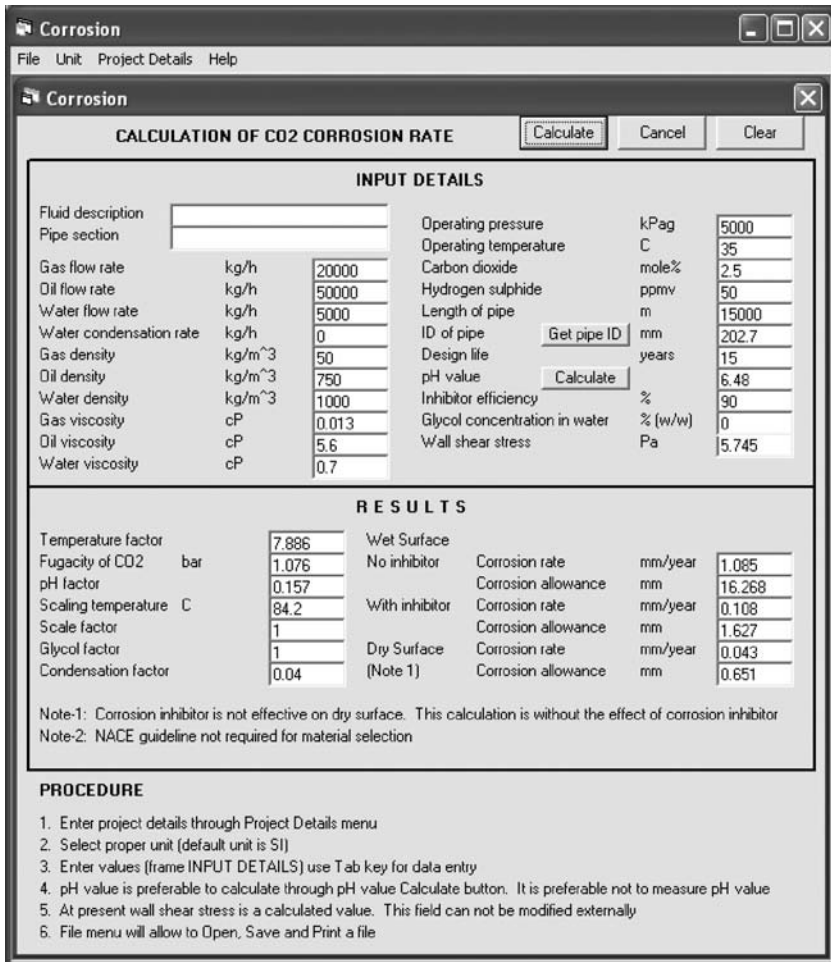 Corrosion
File Unit Project Details Help
Corrosion
CALCULATION OF CO2 CORROSION RATE Calculate Cancel Clear
INPUT DETAILS
Fluid description
Pipe section
Gas flow rate kg/h 20000
Oil flow rate kg/h 50000
Water flow rate kg/h 5000
Water condensation rate kg/h 0
Gas density kg/m^3 50
Oil density kg/m^3 750
Water density kg/m^3 1000
Gas viscosity cP 0.013
Oil viscosity cP 5.6
Water viscosity cP 0.7
Operating pressure kPag 5000
Operating temperature C 35
Carbon dioxide mole% 2.5
Hydrogen sulphide ppmv 50
Length of pipe m 15000
ID of pipe Get pipe ID mm 202.7
Design life years 15
pH value Calculate 6.48
Inhibitor efficiency % 90
Glycol concentration in water % (w/w) 0
Wall shear stress Pa 5.745
RESULTS
Temperature factor 7.886
Fugacity of CO2 bar 1.076
pH factor 0.157
Scaling temperature C 84.2
Scale factor 1
Glycol factor 1
Condensation factor 0.04
Wet Surface
No inhibitor Corrosion rate mm/year 1.085
Corrosion allowance mm 16.268
With inhibitor Corrosion rate mm/year 0.108
Corrosion allowance mm 1.627
Dry Surface Corrosion rate mm/year 0.043
(Note 1) Corrosion allowance mm 0.651
Note-1: Corrosion inhibitor is not effective on dry surface. This calculation is without the effect of corrosion inhibitor
Note-2: NACE guideline not required for material selection
PROCEDURE
1. Enter project details through Project Details menu
2. Select proper unit (default unit is SI)
3. Enter values (frame INPUT DETAILS) use Tab key for data entry
4. pH value is preferable to calculate through pH value Calculate button. It is preferable not to measure pH value
5. At present wall shear stress is a calculated value. This field can not be modified externally
6. File menu will allow to Open, Save and Print a file